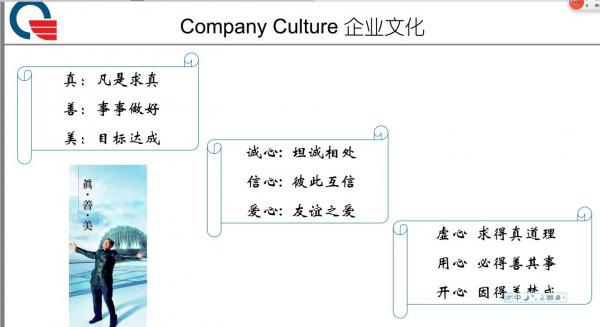 Company Culture 企业文化
真：凡是求真
善：事事做好
美：目标达成
真·善·美
诚心：坦诚相处
信心：彼此互信
爱心：友谊之爱
虚心 求得真道理
用心 必得善其事
开心 因得美梦成
中